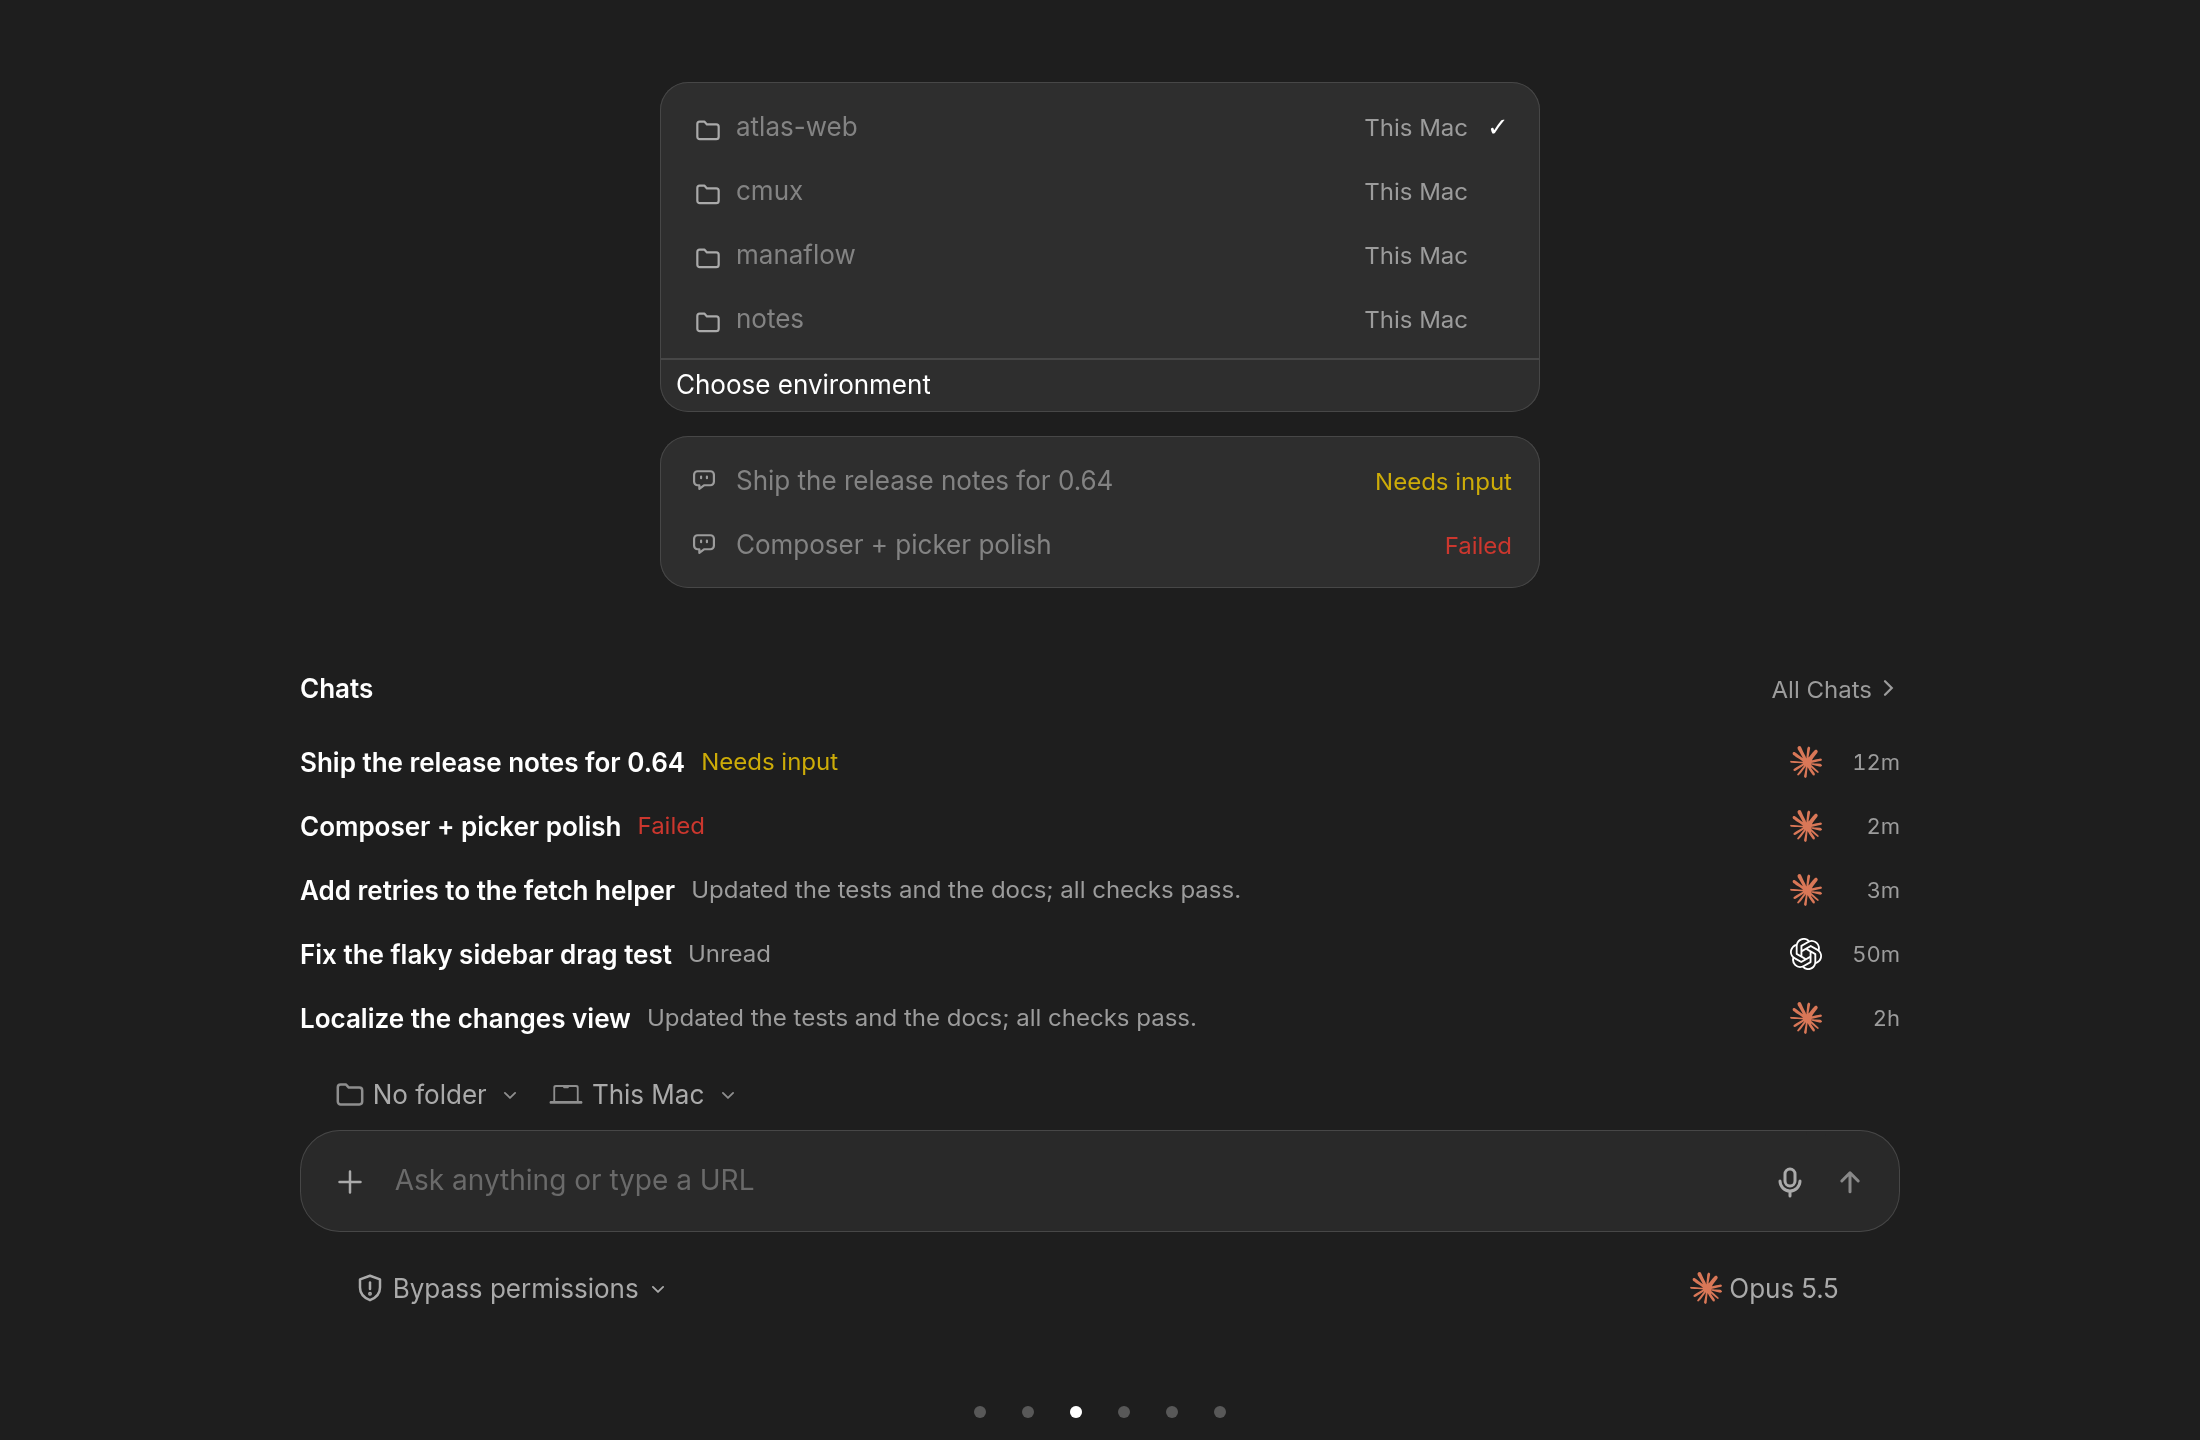 atlas-web This Mac ✓
cmux This Mac
manaflow This Mac
notes This Mac
Choose environment
Ship the release notes for 0.64 Needs input
Composer + picker polish Failed
Chats All Chats
Ship the release notes for 0.64 Needs input 12m
Composer + picker polish Failed 2m
Add retries to the fetch helper Updated the tests and the docs; all checks pass. 3m
Fix the flaky sidebar drag test Unread 50m
Localize the changes view Updated the tests and the docs; all checks pass. 2h
No folder This Mac
Ask anything or type a URL
Bypass permissions Opus 5.5